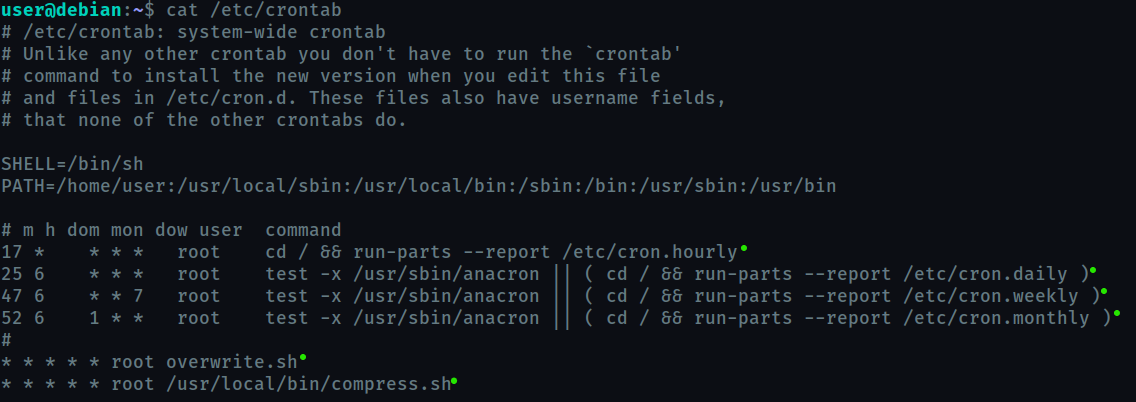 user@debian:~$ cat /etc/crontab
# /etc/crontab: system-wide crontab
# Unlike any other crontab you don't have to run the `crontab'
# command to install the new version when you edit this file
# and files in /etc/cron.d. These files also have username fields,
# that none of the other crontabs do.

SHELL=/bin/sh
PATH=/home/user:/usr/local/sbin:/usr/local/bin:/sbin:/bin:/usr/sbin:/usr/bin

# m h dom mon dow user  command
17 *    * * *   root    cd / && run-parts --report /etc/cron.hourly
25 6    * * *   root    test -x /usr/sbin/anacron || ( cd / && run-parts --report /etc/cron.daily )
47 6    * * 7   root    test -x /usr/sbin/anacron || ( cd / && run-parts --report /etc/cron.weekly )
52 6    1 * *   root    test -x /usr/sbin/anacron || ( cd / && run-parts --report /etc/cron.monthly )
#
* * * * * root overwrite.sh
* * * * * root /usr/local/bin/compress.sh